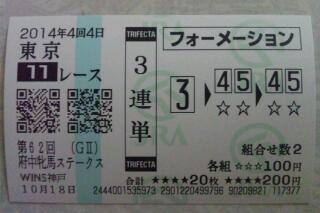 2014年4回4日
東京
11レース
第62回 (GⅡ)
府中牝馬ステークス
WINS神戸
10月18日
TRIFECTA
3連単
TRIFECTA
フォーメーション
3 45 45
☆☆ ☆☆
組合せ数2
各組 ☆☆☆100円
合計 ★★★★20枚 ★★★★200円
2444001535973 2901220499796 90209821 117377